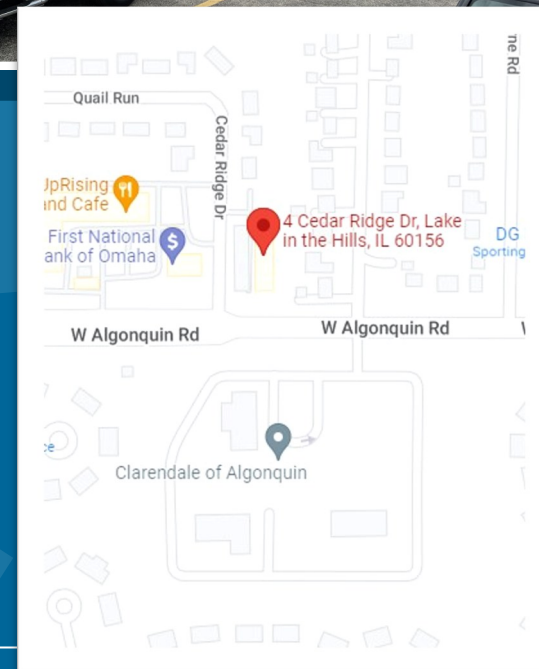 ne Rd
Quail Run
Cedar Ridge Dr
UpRising
and Cafe
4 Cedar Ridge Dr, Lake
in the Hills, IL 60156
First National
ank of Omaha
DG
Sporting
W Algonquin Rd
W Algonquin Rd
Clarendale of Algonquin